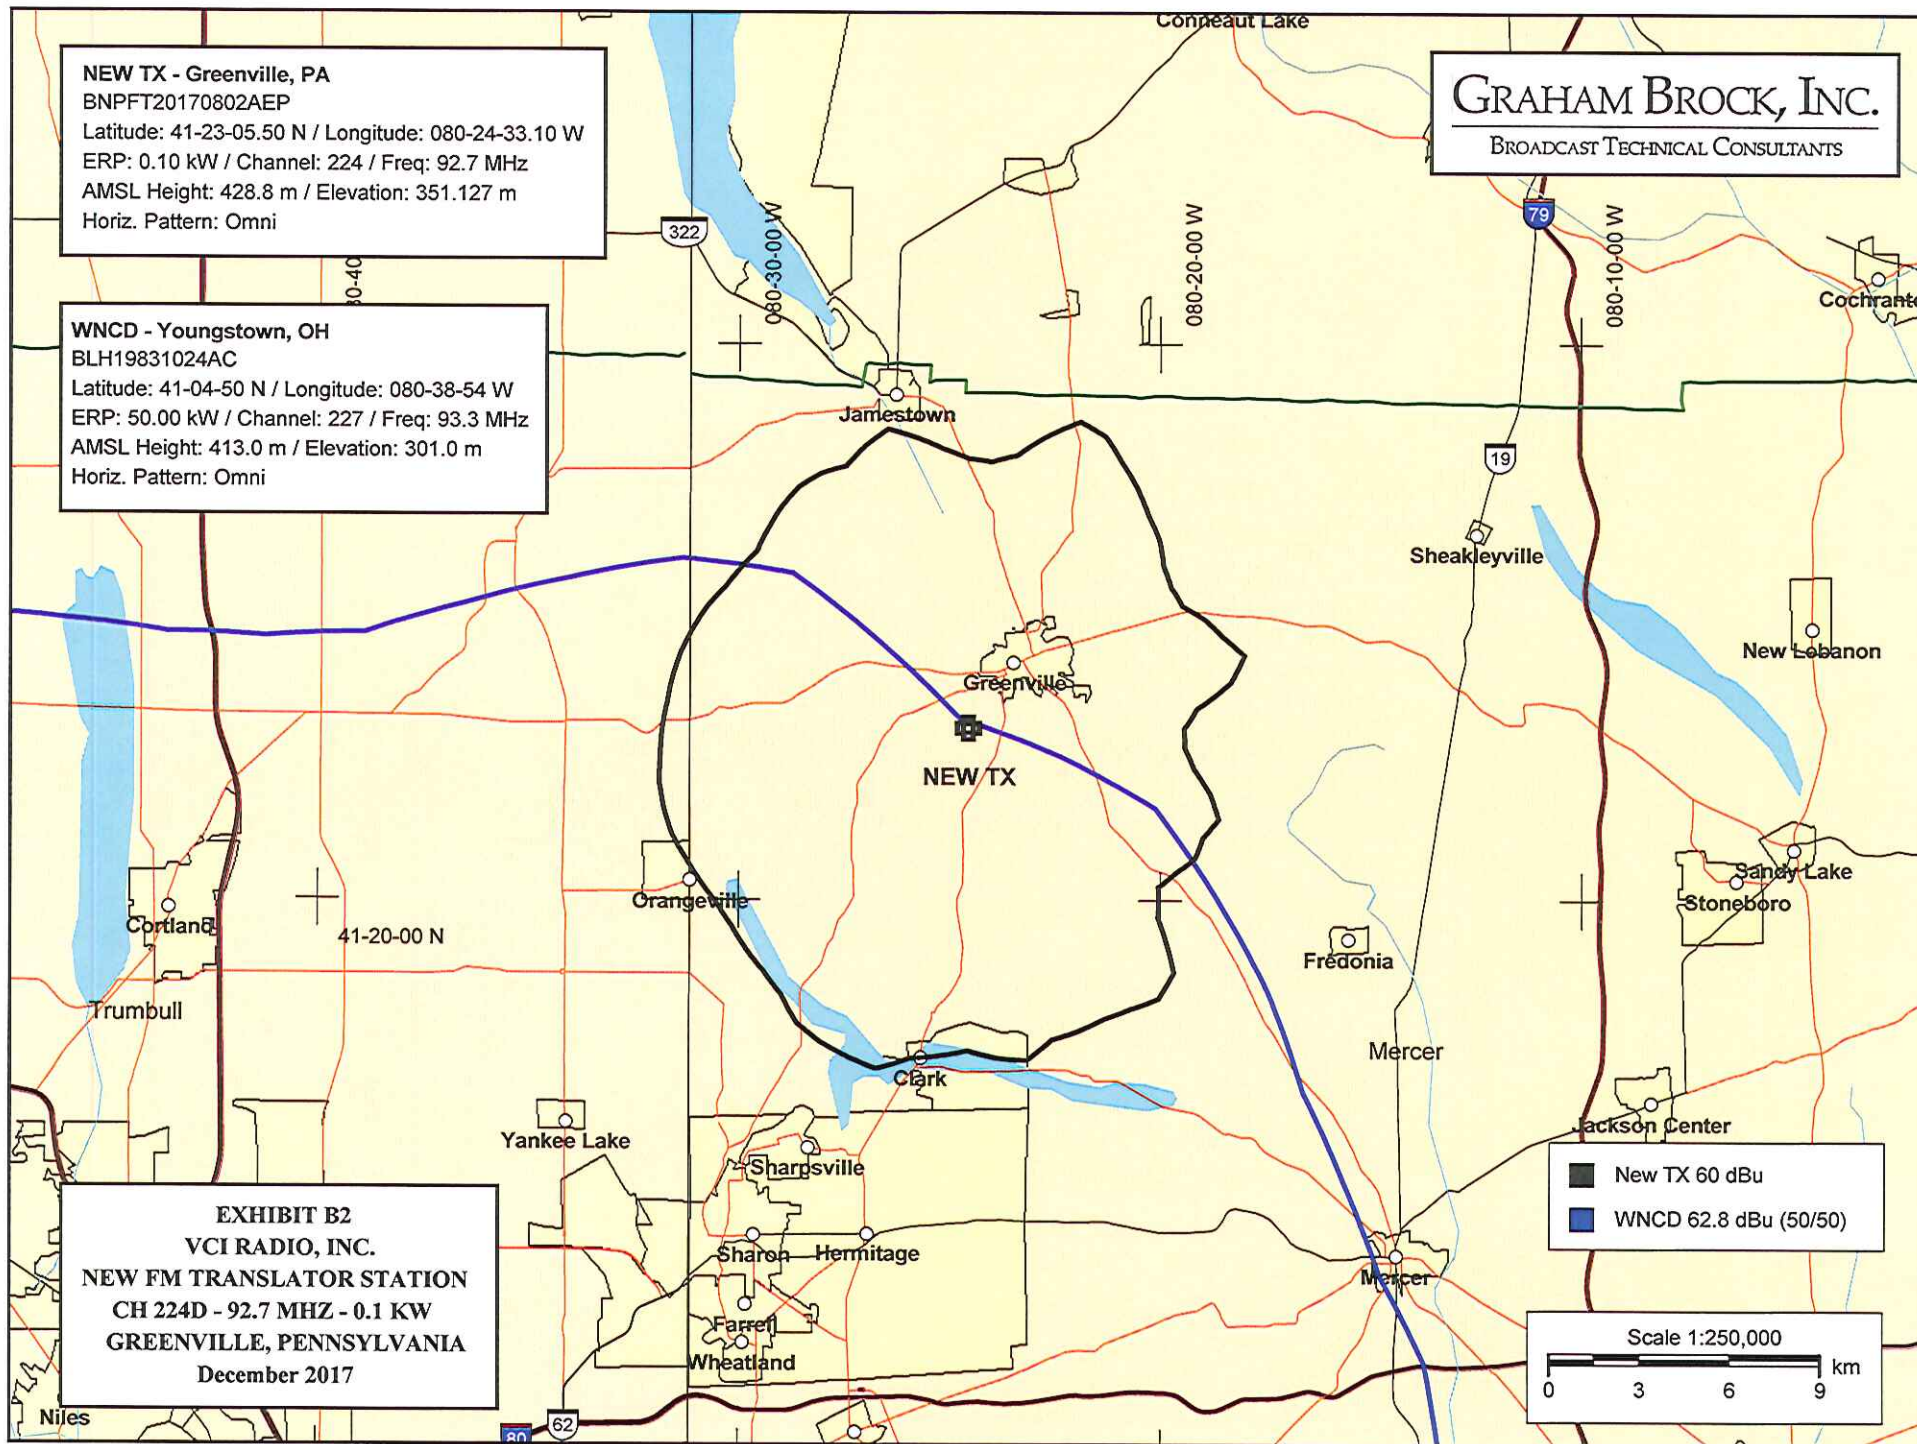 Conneaut Lake
NEW TX - Greenville, PA
BNPFT20170802AEP
Latitude: 41-23-05.50 N / Longitude: 080-24-33.10 W
ERP: 0.10 kW / Channel: 224 / Freq: 92.7 MHz
AMSL Height: 428.8 m / Elevation: 351.127 m
Horiz. Pattern: Omni
GRAHAM BROCK, INC.
BROADCAST TECHNICAL CONSULTANTS
322
79
080-30-00 W
080-20-00 W
080-10-00 W
80-40
Cochrant
WNCD - Youngstown, OH
BLH19831024AC
Latitude: 41-04-50 N / Longitude: 080-38-54 W
ERP: 50.00 kW / Channel: 227 / Freq: 93.3 MHz
AMSL Height: 413.0 m / Elevation: 301.0 m
Horiz. Pattern: Omni
Jamestown
19
Sheakleyville
New Lebanon
Greenville
NEW TX
Orangeville
Sandy Lake
Stoneboro
Cortland
41-20-00 N
Fredonia
Trumbull
Mercer
Clark
Jackson Center
Yankee Lake
Sharpsville
New TX 60 dBu
WNCD 62.8 dBu (50/50)
EXHIBIT B2
VCI RADIO, INC.
NEW FM TRANSLATOR STATION
CH 224D - 92.7 MHZ - 0.1 KW
GREENVILLE, PENNSYLVANIA
December 2017
Sharon
Hermitage
Mercer
Farrell
Wheatland
Scale 1:250,000
km
0 3 6 9
Niles
62
80